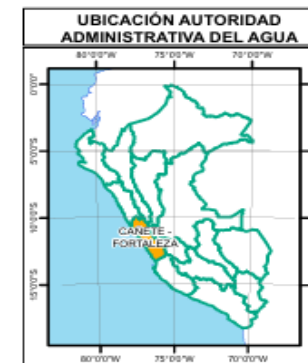 UBICACIÓN AUTORIDAD
ADMINISTRATIVA DEL AGUA
80°0'0"S 75°0'0"S 70°0'0"S
0°0'0"
5°0'0"S
10°0'0"S
CAÑETE -
FORTALEZA
15°0'0"S
80°0'0"S 75°0'0"S 70°0'0"S